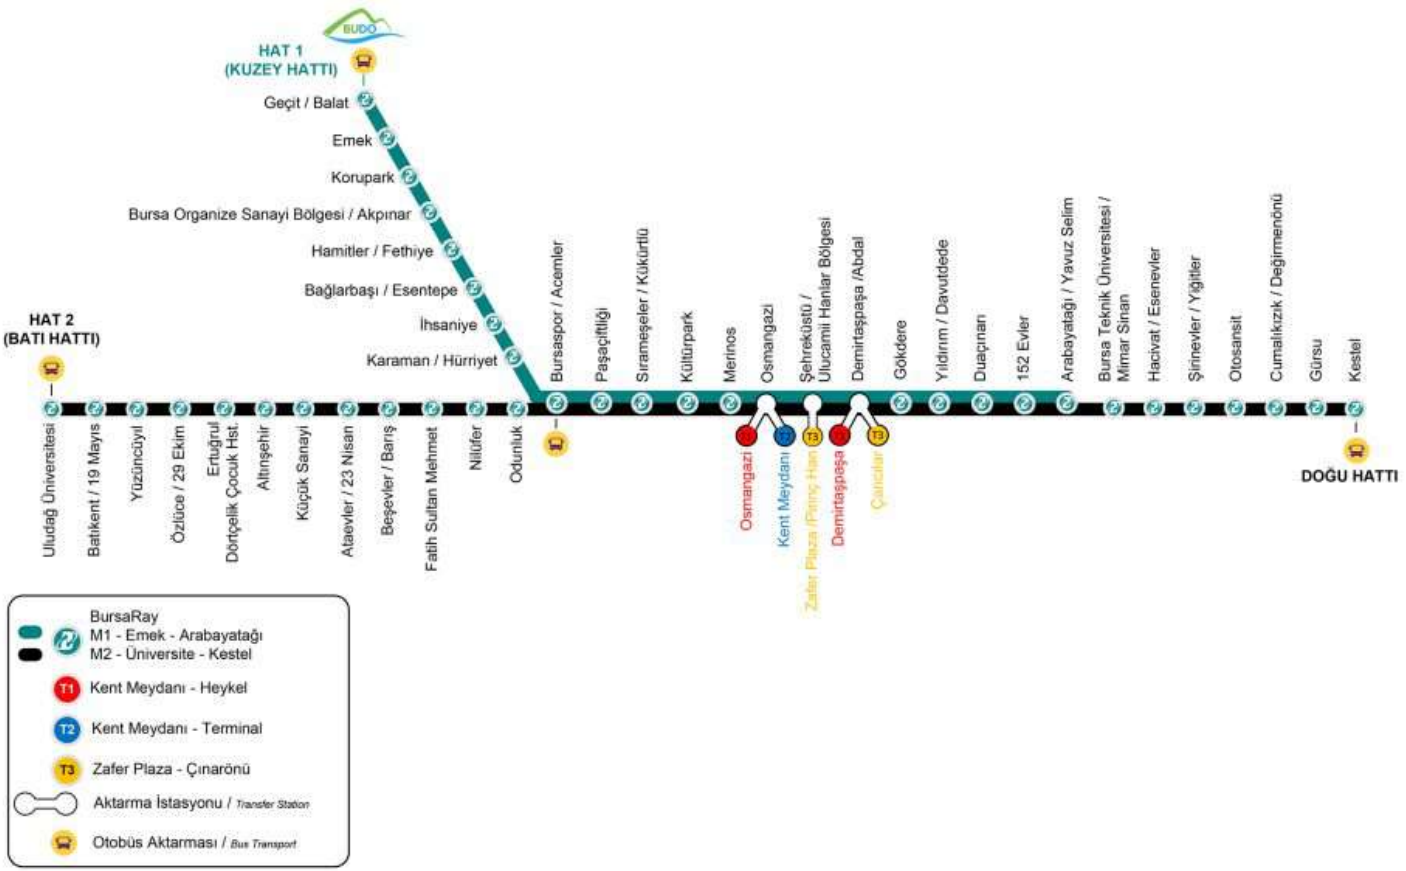 BUDO
HAT 1
(KUZEY HATTI)
Geçit / Balat
Emek
Korupark
Bursa Organize Sanayi Bölgesi / Akpınar
Hamitler / Fethiye
Bağlarbaşı / Esentepe
İhsaniye
Karaman / Hürriyet
HAT 2
(BATI HATTI)
Bursaspor / Acemler
Paşaçiftliği
Sırameşeler / Kükürtlü
Kültürpark
Merinos
Osmangazi
Şehreküstü /
Ulucamii Hanlar Bölgesi
Demirtaşpaşa /Abdal
Gökdere
Yıldırım / Davutdede
Duaçınarı
152 Evler
Arabayatağı / Yavuz Selim
Bursa Teknik Üniversitesi /
Mimar Sinan
Hacivat / Esenevler
Şirinevler / Yiğitler
Otosansit
Cumalıkızık / Değirmenönü
Gürsu
Kestel
Uludağ Üniversitesi
Batıkent / 19 Mayıs
Yüzüncüyıl
Özlüce / 29 Ekim
Ertuğrul
Dörtçelik Çocuk Hst.
Altınşehir
Küçük Sanayi
Ataevler / 23 Nisan
Beşevler / Barış
Fatih Sultan Mehmet
Nilüfer
Odunluk
T1
T2
T3
T1
T3
Osmangazi
Kent Meydanı
Zafer Plaza /Pirinç Han
Demirtaşpaşa
Çancılar
DOĞU HATTI
BursaRay
M1 - Emek - Arabayatağı
M2 - Üniversite - Kestel
T1 Kent Meydanı - Heykel
T2 Kent Meydanı - Terminal
T3 Zafer Plaza - Çınarönü
Aktarma İstasyonu / Transfer Station
Otobüs Aktarması / Bus Transport